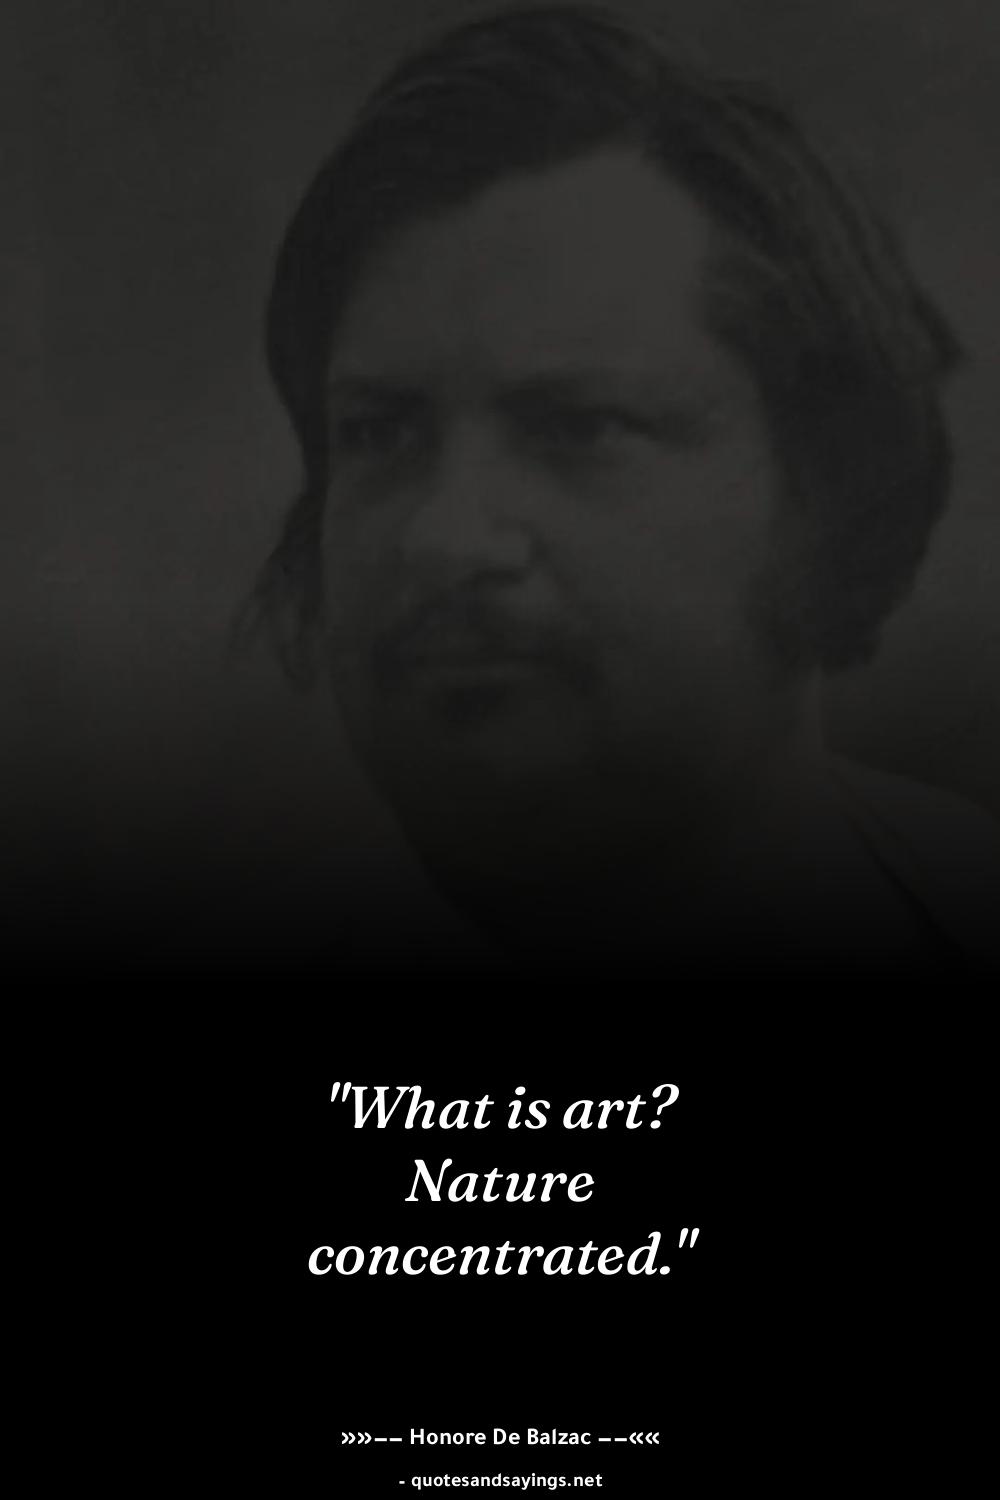 "What is art?
Nature
concentrated."
»»—— Honore De Balzac ——««
- quotesandsayings.net